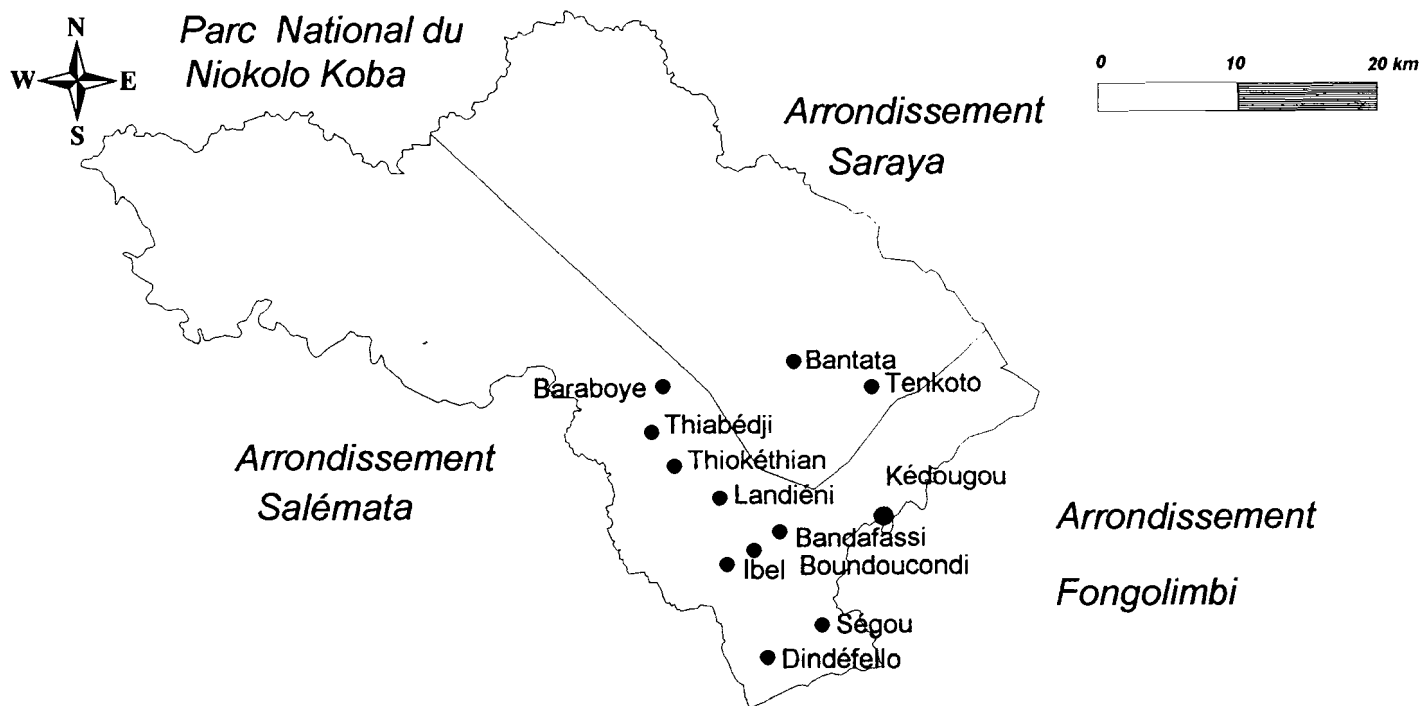 N
W E
S
Parc National du
Niokolo Koba
0 10 20 km
Arrondissement
Saraya
Bantata
Tenkoto
Baraboye
Thiabédji
Thiokéthian
Landiéni
Kédougou
Arrondissement
Salémata
Bandafassi
Boundoucondi
Ibel
Arrondissement
Fongolimbi
Ségou
Dindéfello